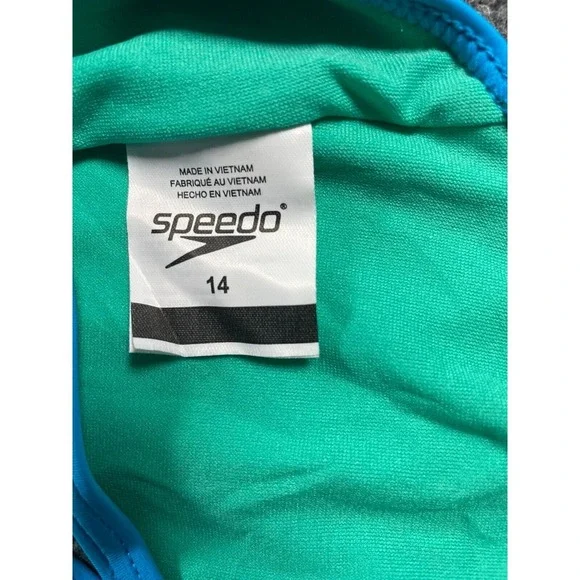 MADE IN VIETNAM
FABRIQUÉ AU VIETNAM
HECHO EN VIETNAM
speedo®
14